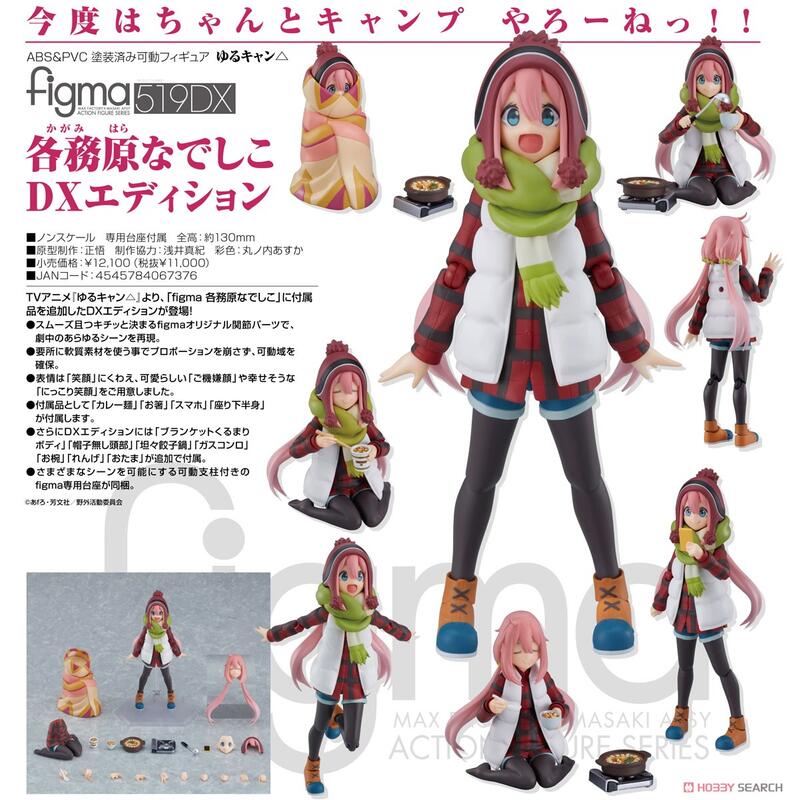 今度はちゃんとキャンプ やろーねっ!!
ABS&PVC 塗装済み可動フィギュア ゆるキャン△
figma 519DX
MAX FACTORY×MASAKI APSY
ACTION FIGURE SERIES
かがみ はら
各務原なでしこ
DXエディション
■ノンスケール 専用台座付属 全高:約130mm
■原型制作:正悟 制作協力:浅井真紀 彩色:丸ノ内あすか
■小売価格:¥12,100(税抜¥11,000)
■JANコード:4545784067376
TVアニメ『ゆるキャン△』より、「figma 各務原なでしこ」に付属
品を追加したDXエディションが登場!
●スムーズ且つキチッと決まるfigmaオリジナル関節パーツで、
劇中のあらゆるシーンを再現。
●要所に軟質素材を使う事でプロポーションを崩さず、可動域を
確保。
●表情は「笑顔」にくわえ、可愛らしい「ご機嫌顔」や幸せそうな
「にっこり笑顔」をご用意しました。
●付属品として「カレー麺」「お箸」「スマホ」「座り下半身」
が付属します。
●さらにDXエディションには「ブランケットくるまり
ボディ」「帽子無し頭部」「坦々餃子鍋」「ガスコンロ」
「お椀」「れんげ」「おたま」が追加で付属。
●さまざまなシーンを可能にする可動支柱付きの
figma専用台座が同梱。
©あfろ・芳文社/野外活動委員会
figma
MAX FACTORY×MASAKI APSY
ACTION FIGURE SERIES
HOBBY SEARCH